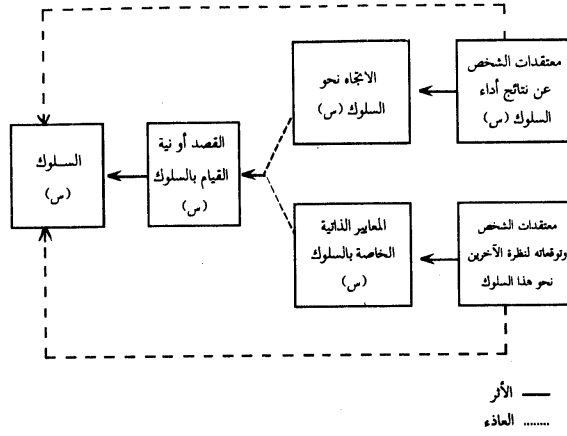 معتقدات الشخص
عن نتائج أداء
السلوك (س)
الاتجاه نحو
السلوك (س)
القصد أو نية
القيام بالسلوك
(س)
السلوك
(س)
معتقدات الشخص
وتوقعاته لنظرة الآخرين
نحو هذا السلوك
المعايير الذاتية
الخاصة بالسلوك
(س)
الأثر
العاذء